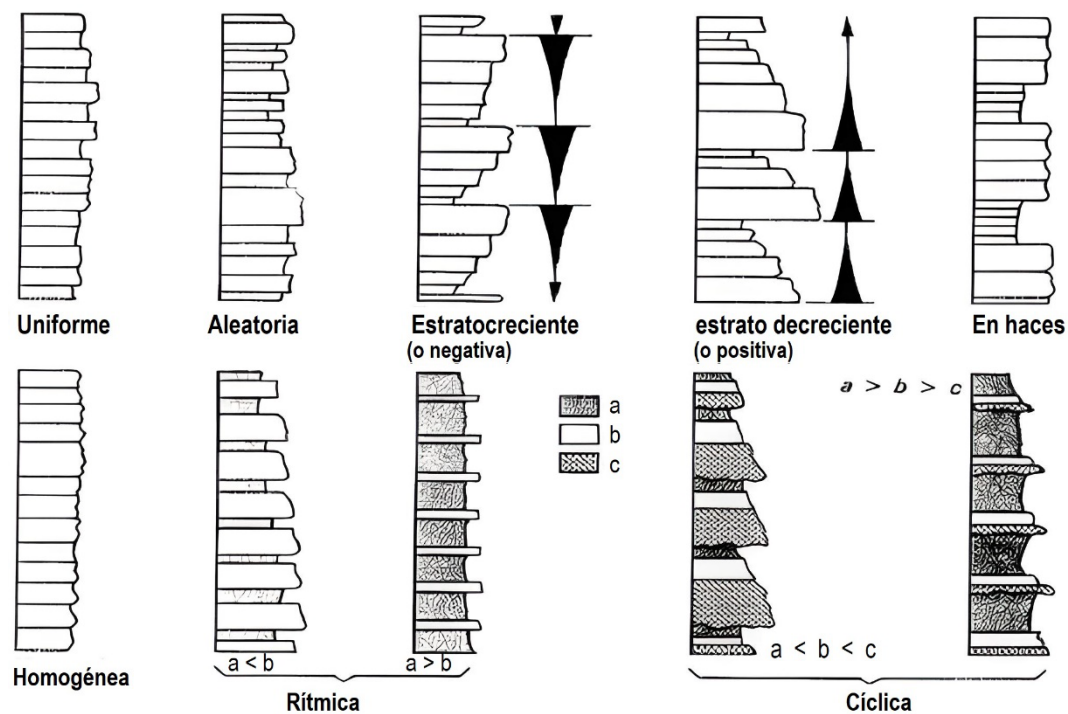 Uniforme
Aleatoria
Estratocreciente
(o negativa)
estrato decreciente
(o positiva)
En haces
a
b
c
a > b > c
a < b < c
Homogénea
a < b
a > b
Rítmica
Cíclica